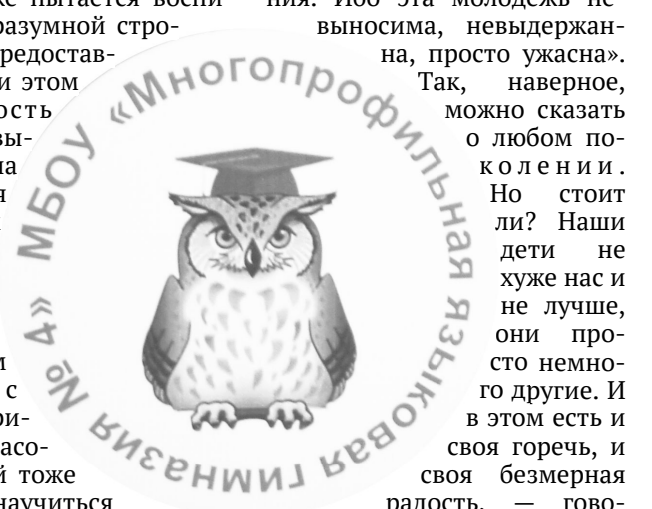 ке пытается воспи
разумной стро-
редостав-
и этом
ость
вы-
на
я
м
с
ри-
асо-
й тоже
научиться
ния. Ибо эта молодежь не-
выносима, невыдержан-
на, просто ужасна».
Так, наверное,
можно сказать
о любом по-
колении.
Но стоит
ли? Наши
дети не
хуже нас и
не лучше,
они про-
сто немно-
го другие. И
в этом есть и
своя горечь, и
своя безмерная
радость, — гово-
МБОУ «Многопрофильная языковая гимназия № 4»